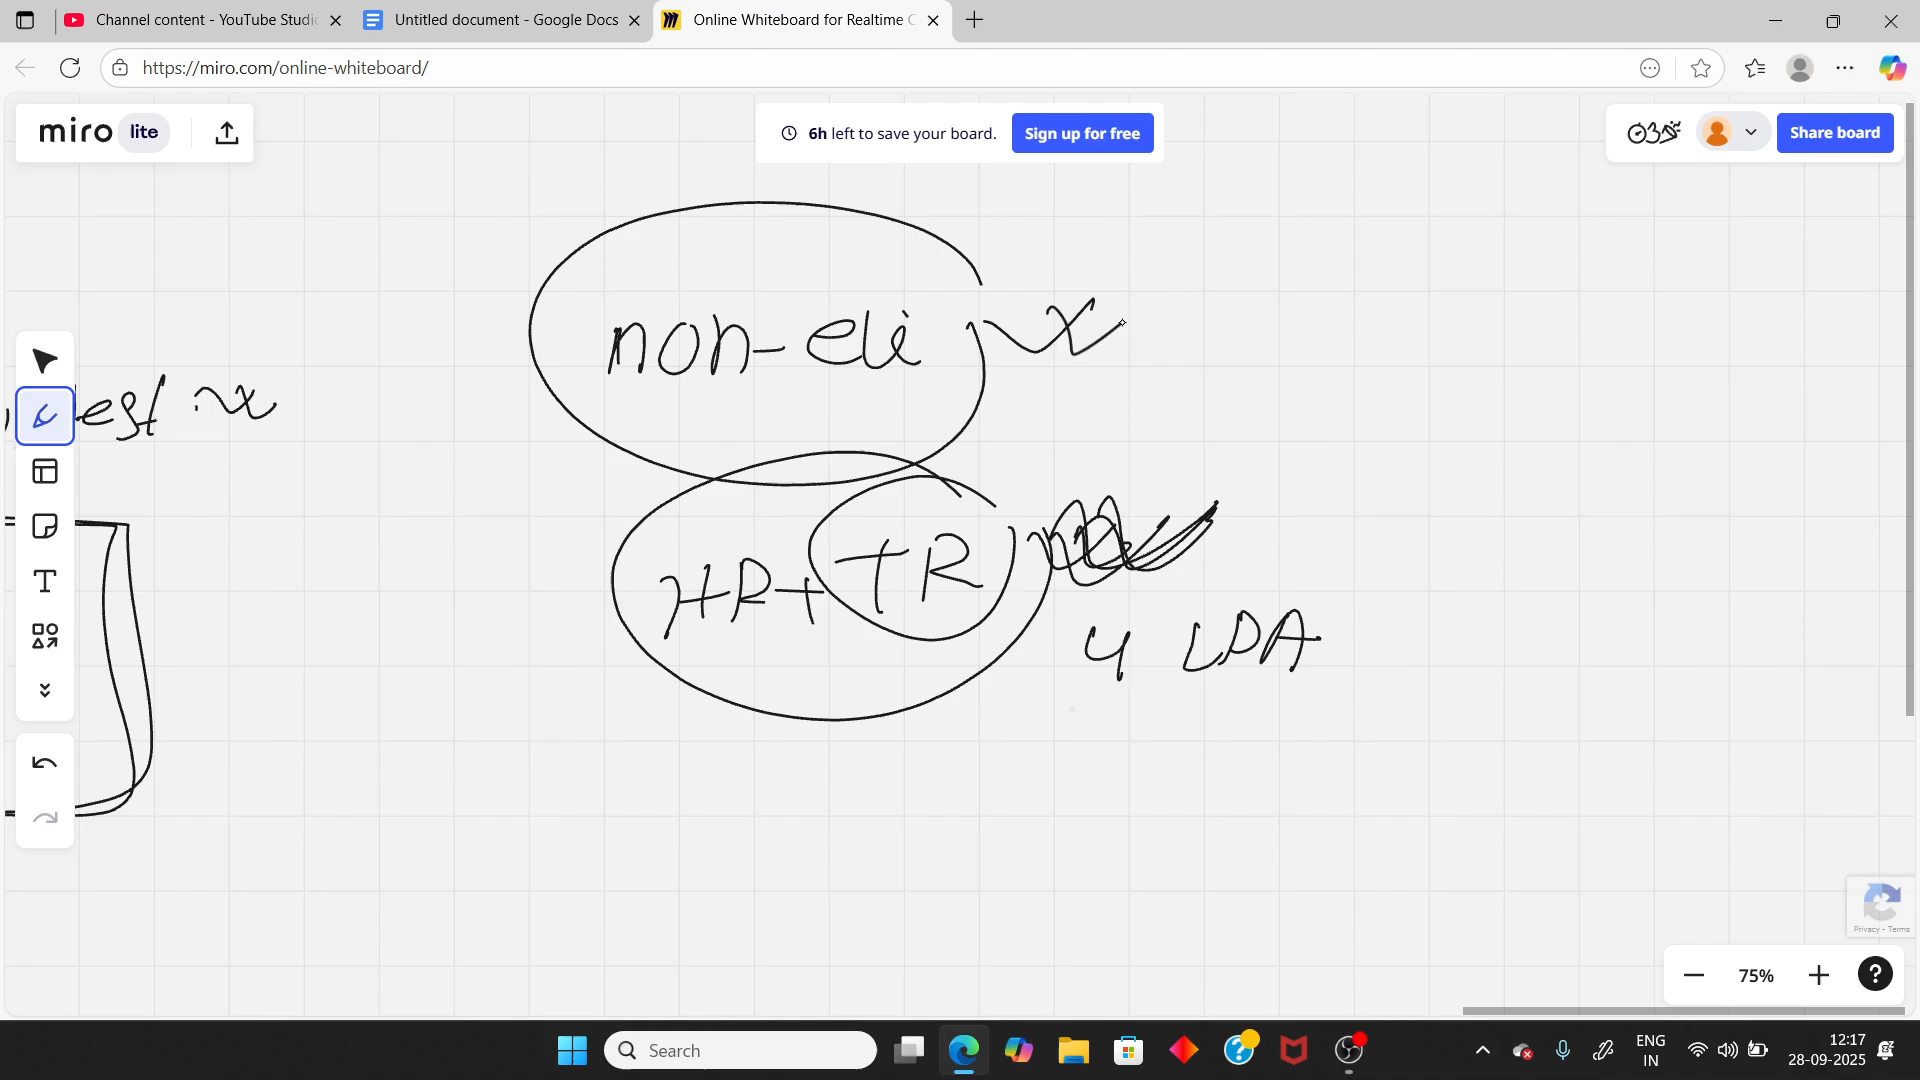 Channel content - YouTube Studi
Untitled document - Google Docs
Online Whiteboard for Realtime C
https://miro.com/online-whiteboard/
miro lite
6h left to save your board.
Sign up for free
Share board
non-eli
est
HR+ TR
4 LDA
T
Privacy - Terms
75%
?
Search
ENG
IN
12:17
28-09-2025